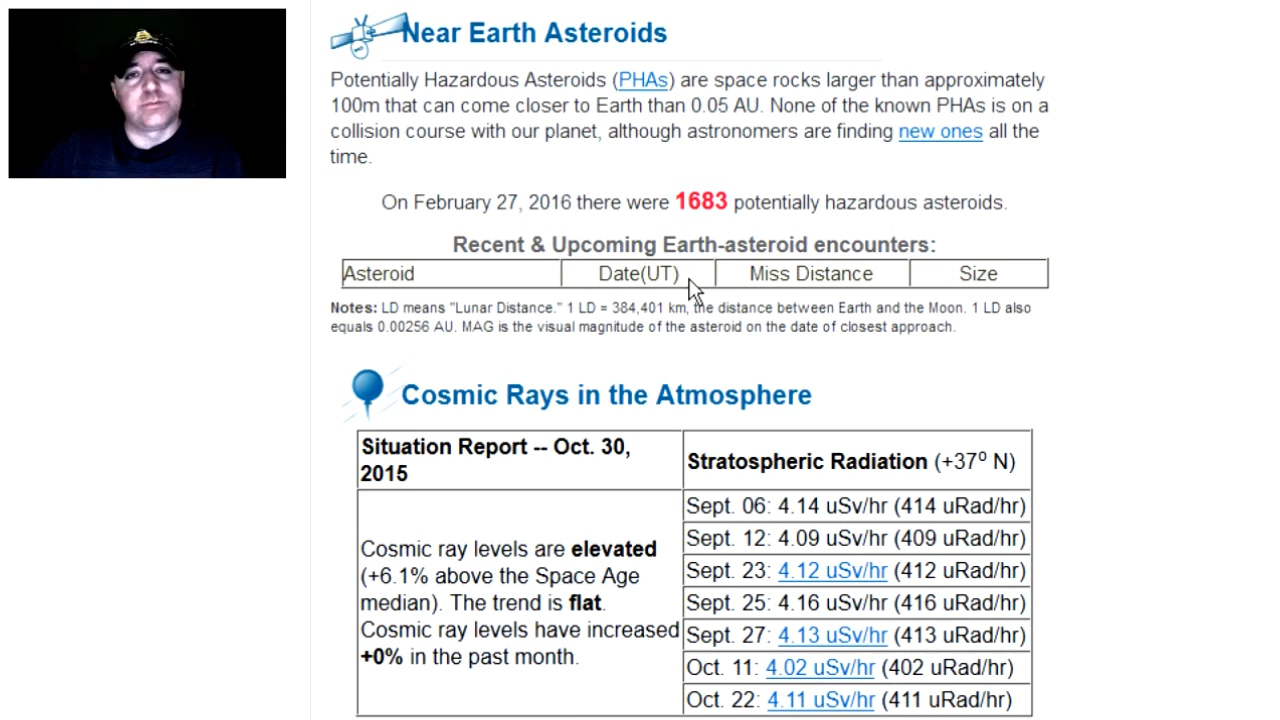 Near Earth Asteroids
Potentially Hazardous Asteroids (PHAs) are space rocks larger than approximately
100m that can come closer to Earth than 0.05 AU. None of the known PHAs is on a
collision course with our planet, although astronomers are finding new ones all the
time.
On February 27, 2016 there were 1683 potentially hazardous asteroids.
Recent & Upcoming Earth-asteroid encounters:
Asteroid Date(UT) Miss Distance Size
Notes: LD means "Lunar Distance." 1 LD = 384,401 km, the distance between Earth and the Moon. 1 LD also
equals 0.00256 AU. MAG is the visual magnitude of the asteroid on the date of closest approach.
Cosmic Rays in the Atmosphere
Situation Report -- Oct. 30,
2015
Stratospheric Radiation (+37º N)
Cosmic ray levels are elevated
(+6.1% above the Space Age
median). The trend is flat.
Cosmic ray levels have increased
+0% in the past month.
Sept. 06: 4.14 uSv/hr (414 uRad/hr)
Sept. 12: 4.09 uSv/hr (409 uRad/hr)
Sept. 23: 4.12 uSv/hr (412 uRad/hr)
Sept. 25: 4.16 uSv/hr (416 uRad/hr)
Sept. 27: 4.13 uSv/hr (413 uRad/hr)
Oct. 11: 4.02 uSv/hr (402 uRad/hr)
Oct. 22: 4.11 uSv/hr (411 uRad/hr)